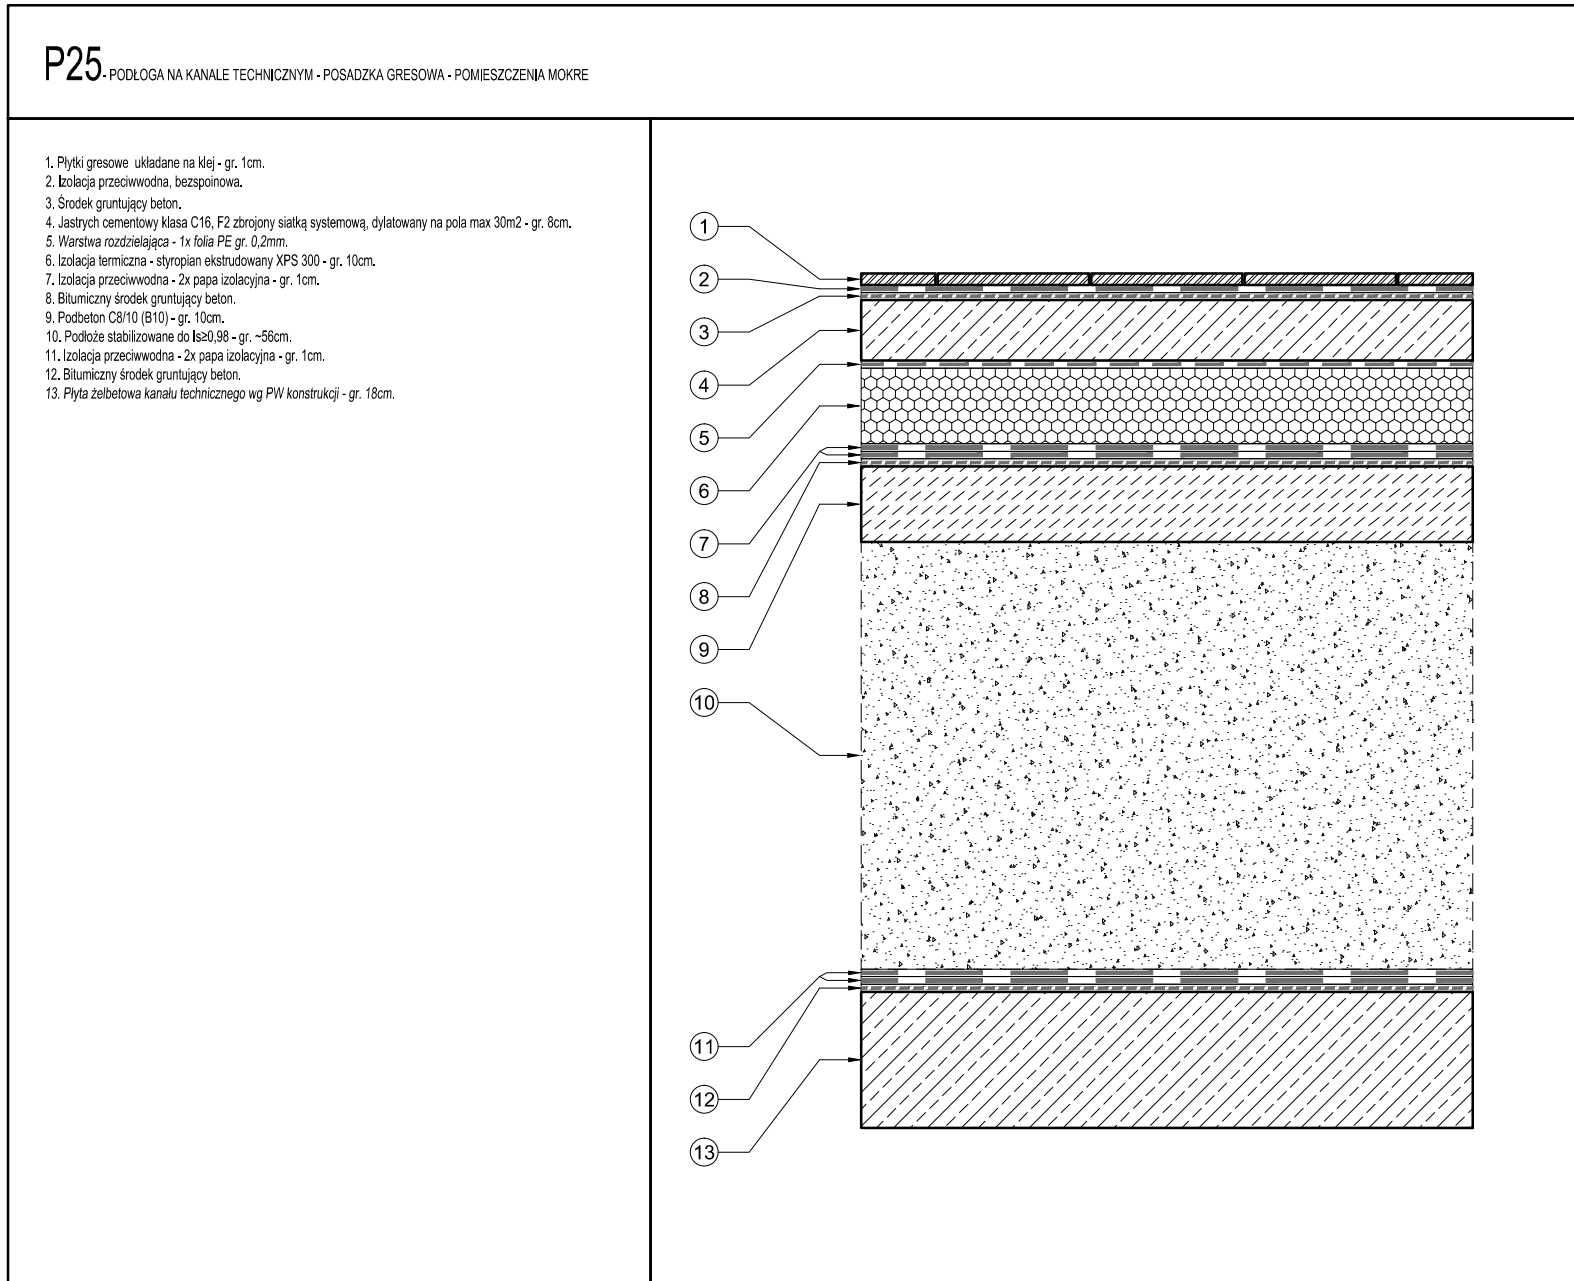 P25 - PODŁOGA NA KANALE TECHNICZNYM - POSADZKA GRESOWA - POMIESZCZENIA MOKRE
1. Płytki gresowe układane na klej - gr. 1cm.
2. Izolacja przeciwwodna, bezspoinowa.
3. Środek gruntujący beton.
4. Jastrych cementowy klasa C16, F2 zbrojony siatką systemową, dylatowany na pola max 30m2 - gr. 8cm.
5. Warstwa rozdzielająca - 1x folia PE gr. 0,2mm.
6. Izolacja termiczna - styropian ekstrudowany XPS 300 - gr. 10cm.
7. Izolacja przeciwwodna - 2x papa izolacyjna - gr. 1cm.
8. Bitumiczny środek gruntujący beton.
9. Podbeton C8/10 (B10) - gr. 10cm.
10. Podłoże stabilizowane do Is≥0,98 - gr. ~56cm.
11. Izolacja przeciwwodna - 2x papa izolacyjna - gr. 1cm.
12. Bitumiczny środek gruntujący beton.
13. Płyta żelbetowa kanału technicznego wg PW konstrukcji - gr. 18cm.
1
2
3
4
5
6
7
8
9
10
11
12
13